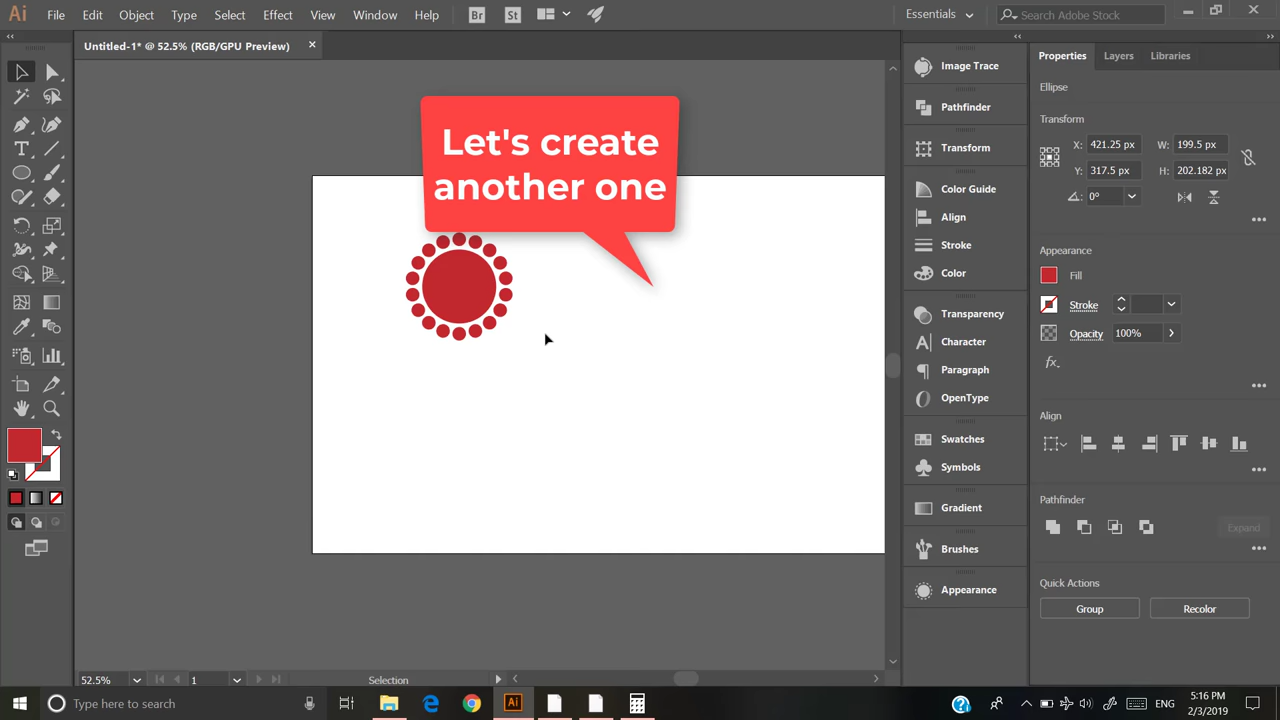 Ai File Edit Object Type Select Effect View Window Help Br St Essentials Search Adobe Stock
Untitled-1* @ 52.5% (RGB/GPU Preview)
Let's create
another one
Image Trace
Pathfinder
Transform
Color Guide
Align
Stroke
Color
Transparency
Character
Paragraph
OpenType
Swatches
Symbols
Gradient
Brushes
Appearance
Properties Layers Libraries
Ellipse
Transform
X: 421.25 px W: 199.5 px
Y: 317.5 px H: 202.182 px
0°
Appearance
Fill
Stroke
Opacity 100%
fx.
Align
Pathfinder
Expand
Quick Actions
Group Recolor
52.5% 1 Selection
Type here to search
ENG
5:16 PM
2/3/2019